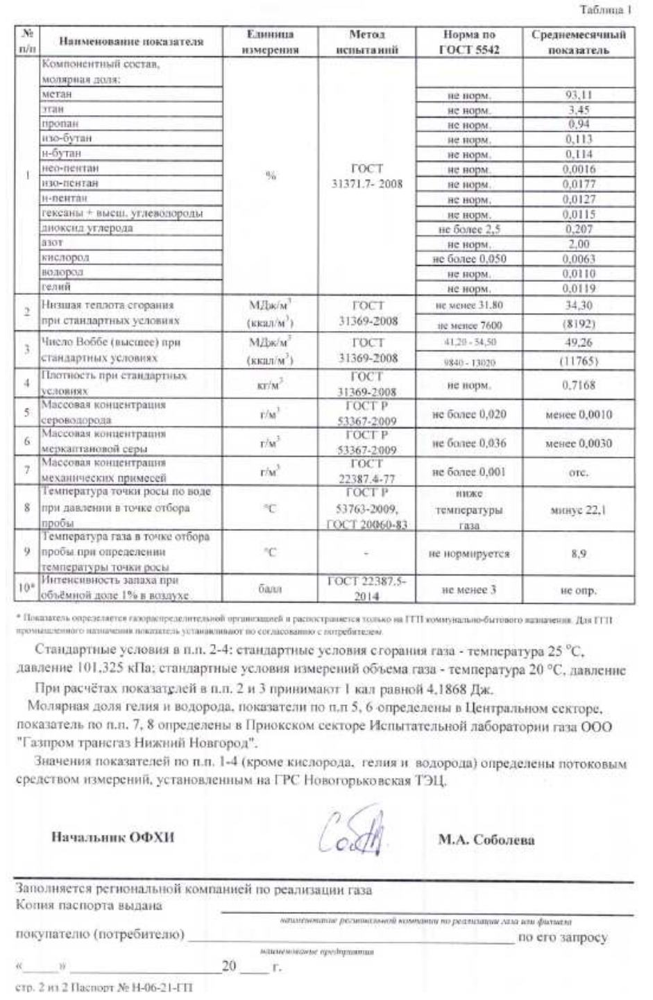 Таблица 1
№ п/п Наименование показателя Единица измерения Метод испытаний Норма по ГОСТ 5542 Среднемесячный показатель
1 Компонентный состав, молярная доля: % ГОСТ 31371.7- 2008
метан не норм. 93,11
этан не норм. 3,45
пропан не норм. 0,94
изо-бутан не норм. 0,113
н-бутан не норм. 0,114
нео-пентан не норм. 0,0016
изо-пентан не норм. 0,0177
н-пентан не норм. 0,0127
гексаны + высш. углеводороды не норм. 0,0115
диоксид углерода не более 2,5 0,207
азот не норм. 2,00
кислород не более 0,050 0,0063
водород не норм. 0,0110
гелий не норм. 0,0119
2 Низшая теплота сгорания МДж/м³ ГОСТ не менее 31.80 34,30
при стандартных условиях (ккал/м³) 31369-2008 не менее 7600 (8192)
3 Число Воббе (высшее) при МДж/м³ ГОСТ 41,20 - 54,50 49,26
стандартных условиях (ккал/м³) 31369-2008 9840 - 13020 (11765)
4 Плотность при стандартных условиях кг/м³ ГОСТ 31369-2008 не норм. 0,7168
5 Массовая концентрация сероводорода г/м³ ГОСТ Р 53367-2009 не более 0,020 менее 0,0010
6 Массовая концентрация меркаптановой серы г/м³ ГОСТ Р 53367-2009 не более 0,036 менее 0,0030
7 Массовая концентрация механических примесей г/м³ ГОСТ 22387.4-77 не более 0,001 отс.
8 Температура точки росы по воде при давлении в точке отбора пробы °С ГОСТ Р 53763-2009, ГОСТ 20060-83 ниже температуры газа минус 22,1
9 Температура газа в точке отбора пробы при определении температуры точки росы °С - не нормируется 8,9
10* Интенсивность запаха при объёмной доле 1% в воздухе балл ГОСТ 22387.5-2014 не менее 3 не опр.
* Показатель определяется газораспределительной организацией и распостраняется только на ГГП коммунально-бытового назначения. Для ГГП
промышленного назначения показатель устанавливают по согласованию с потребителем
Стандартные условия в п.п. 2-4: стандартные условия сгорания газа - температура 25 °С,
давление 101,325 кПа; стандартные условия измерений объема газа - температура 20 °С, давление
При расчётах показателей в п.п. 2 и 3 принимают 1 кал равной 4,1868 Дж.
Молярная доля гелия и водорода, показатели по п.п 5, 6 определены в Центральном секторе,
показатель по п.п. 7, 8 определены в Приокском секторе Испытательной лаборатории газа ООО
"Газпром трансгаз Нижний Новгород".
Значения показателей по п.п. 1-4 (кроме кислорода, гелия и водорода) определены потоковым
средством измерений, установленным на ГРС Новогорьковская ТЭЦ.
Начальник ОФХИ М.А. Соболева
Заполняется региональной компанией по реализации газа
Копия паспорта выдана
наименование региональной компании по реализации газа или филиала
покупателю (потребителю) по его запросу
наименование предприятия
« » 20 г.
стр. 2 из 2 Паспорт № Н-06-21-ГП